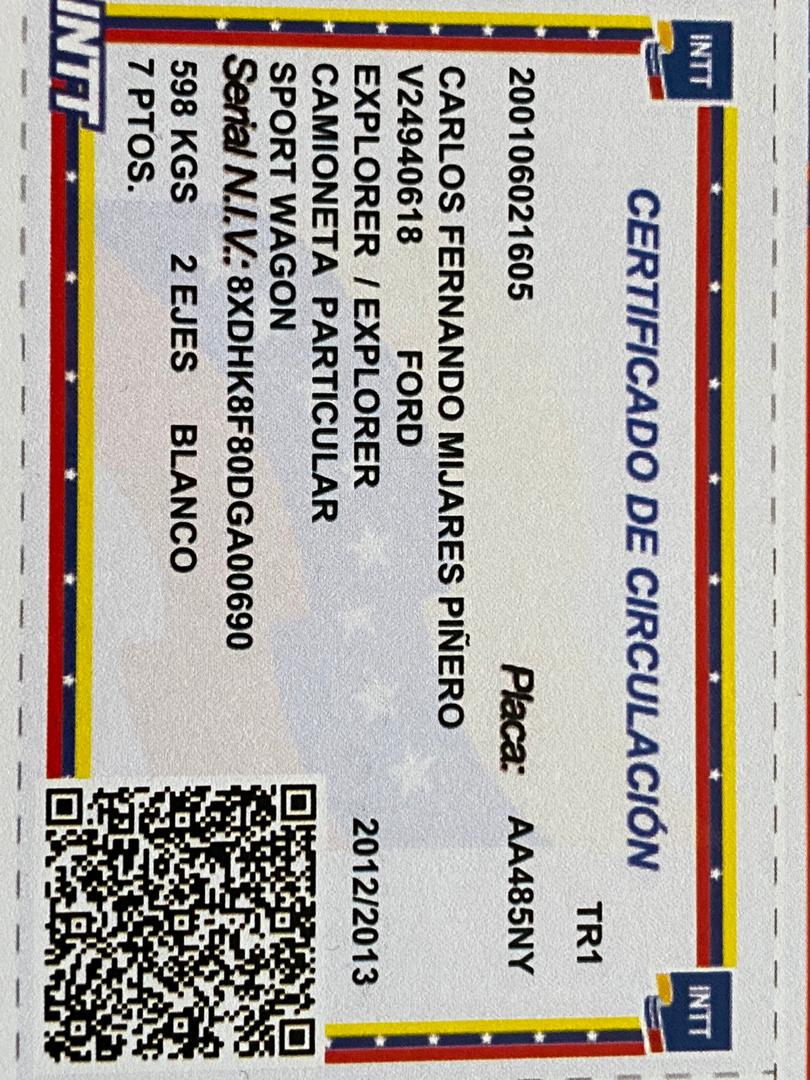 INTT
INTT
CERTIFICADO DE CIRCULACIÓN
TR1
200106021605 Placa: AA485NY
CARLOS FERNANDO MIJARES PIÑERO
V24940618 FORD
EXPLORER / EXPLORER 2012/2013
CAMIONETA PARTICULAR
SPORT WAGON
Serial N.I.V.: 8XDHK8F80DGA00690
598 KGS 2 EJES BLANCO
7 PTOS.
INTT